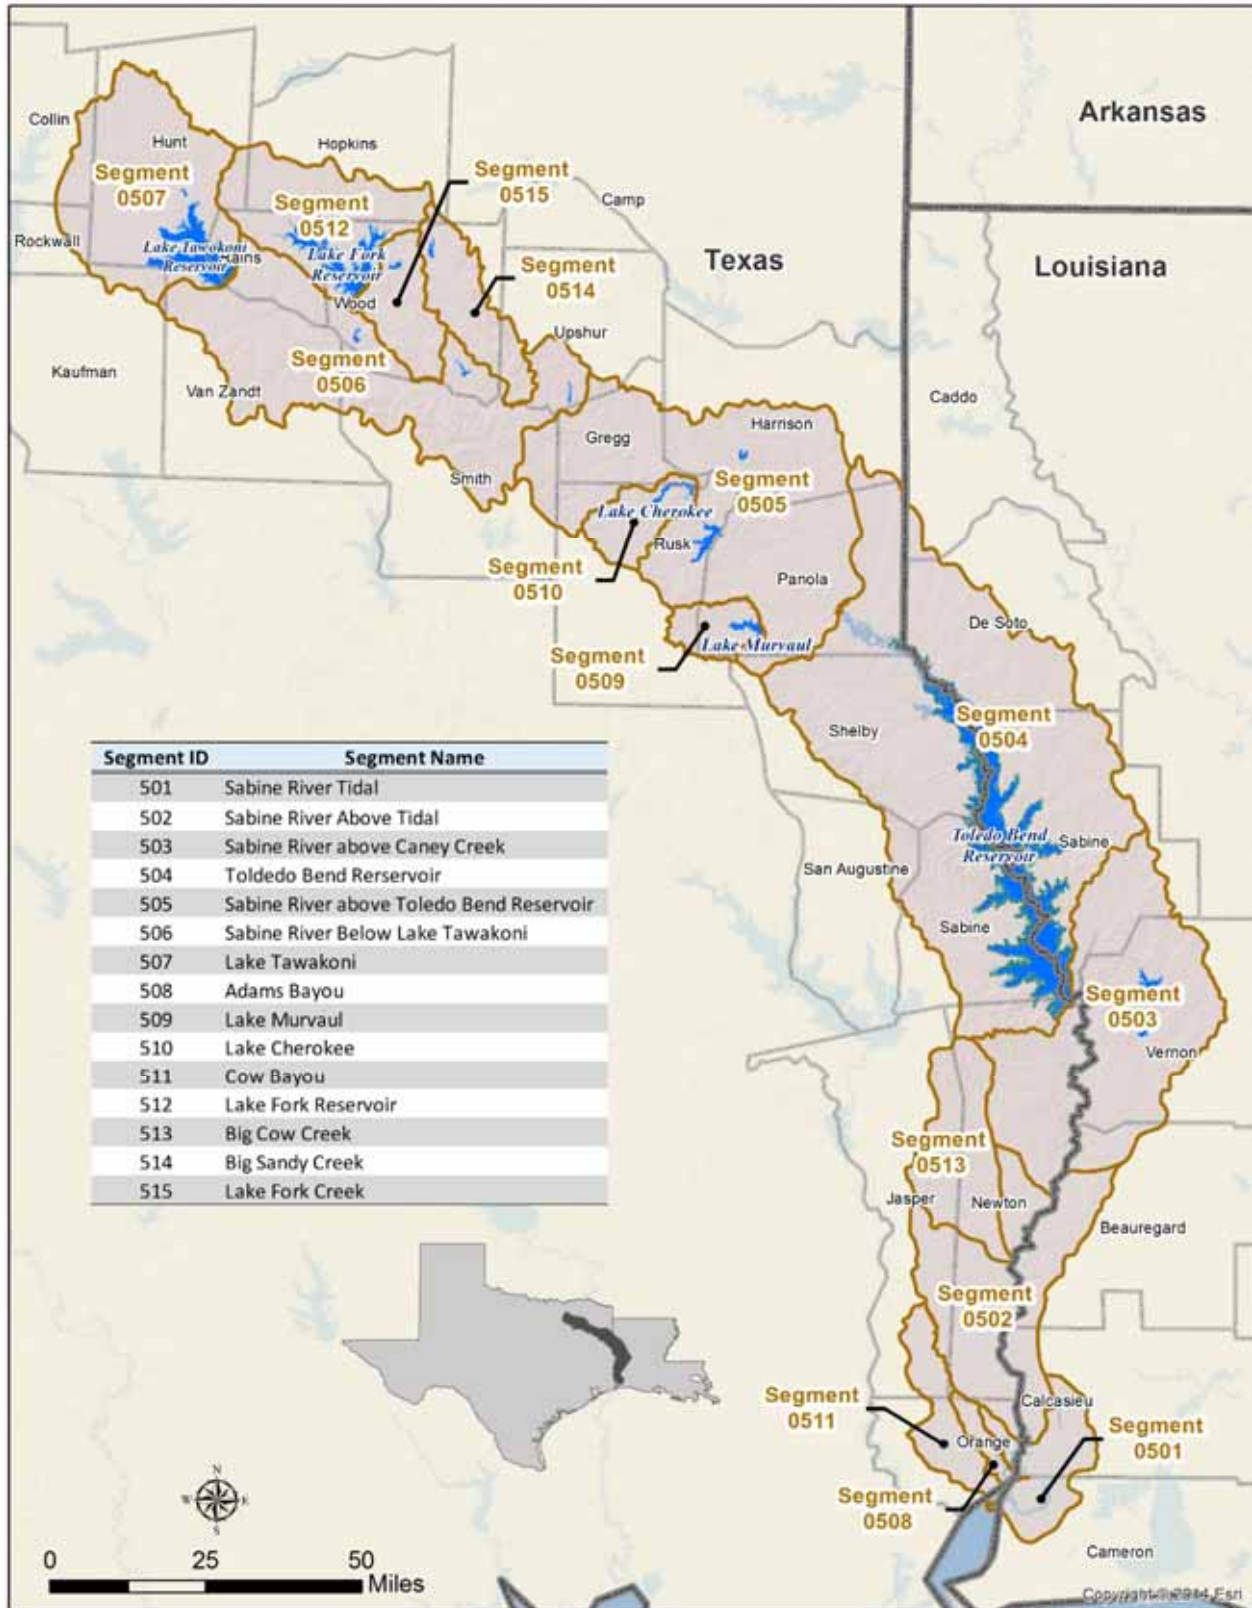 Arkansas
Collin
Hunt
Hopkins
Segment
0507
Segment
0515
Segment
0512
Camp
Rockwall
Lake Tawokoni
Reservoir
Rains
Lake Fork
Reservoir
Texas
Louisiana
Segment
0514
Wood
Upshur
Segment
0506
Kaufman
Van Zandt
Caddo
Gregg
Harrison
Smith
Segment
0505
Lake Cherokee
Rusk
Segment
0510
Panola
De Soto
Lake Murvaul
Segment
0509
Segment
0504
Shelby
Toledo Bend
Reservoir
Sabine
San Augustine
Sabine
Segment
0503
Vernon
Segment ID Segment Name
501 Sabine River Tidal
502 Sabine River Above Tidal
503 Sabine River above Caney Creek
504 Toldedo Bend Rerservoir
505 Sabine River above Toledo Bend Reservoir
506 Sabine River Below Lake Tawakoni
507 Lake Tawakoni
508 Adams Bayou
509 Lake Murvaul
510 Lake Cherokee
511 Cow Bayou
512 Lake Fork Reservoir
513 Big Cow Creek
514 Big Sandy Creek
515 Lake Fork Creek
Segment
0513
Jasper
Newton
Beauregard
Segment
0502
Segment
0511
Calcasieu
Orange
Segment
0501
Segment
0508
Cameron
N
W E
S
0 25 50
Miles
Copyright:© 2014 Esri